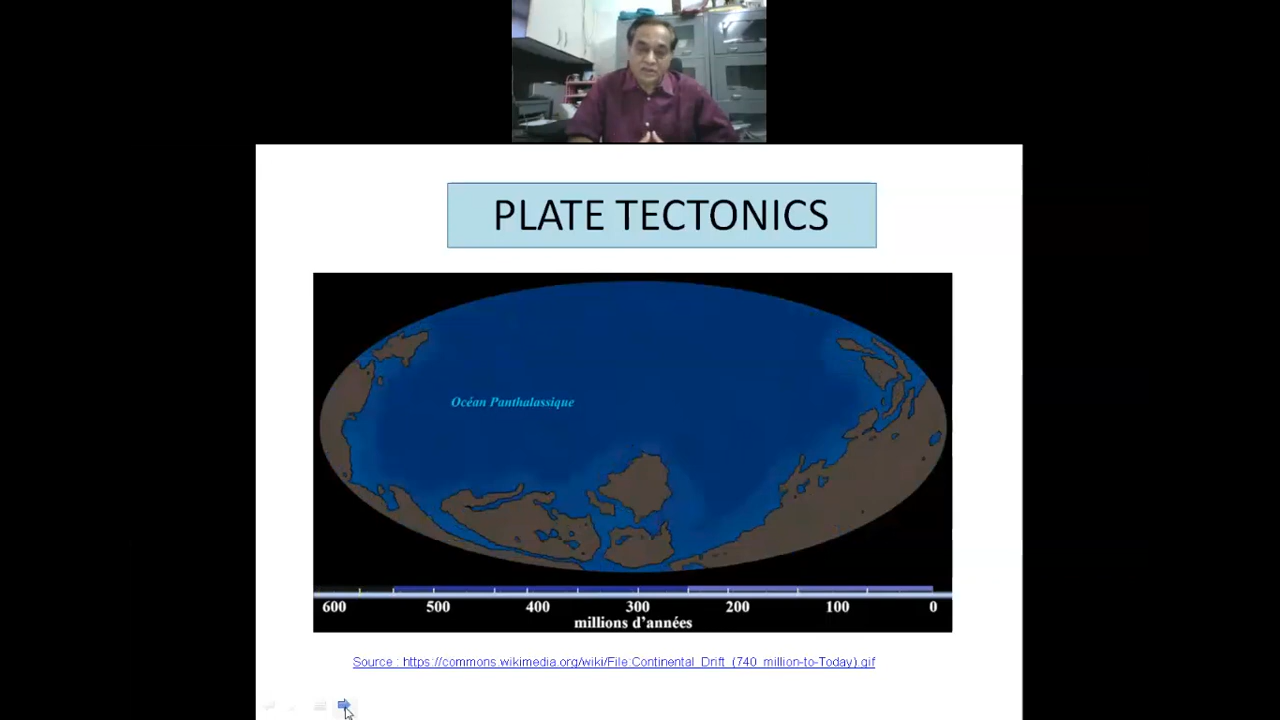 PLATE TECTONICS
Océan Panthalassique
600 500 400 300 200 100 0
millions d'années
Source : https://commons.wikimedia.org/wiki/File:Continental_Drift_(740_million-to-Today).gif